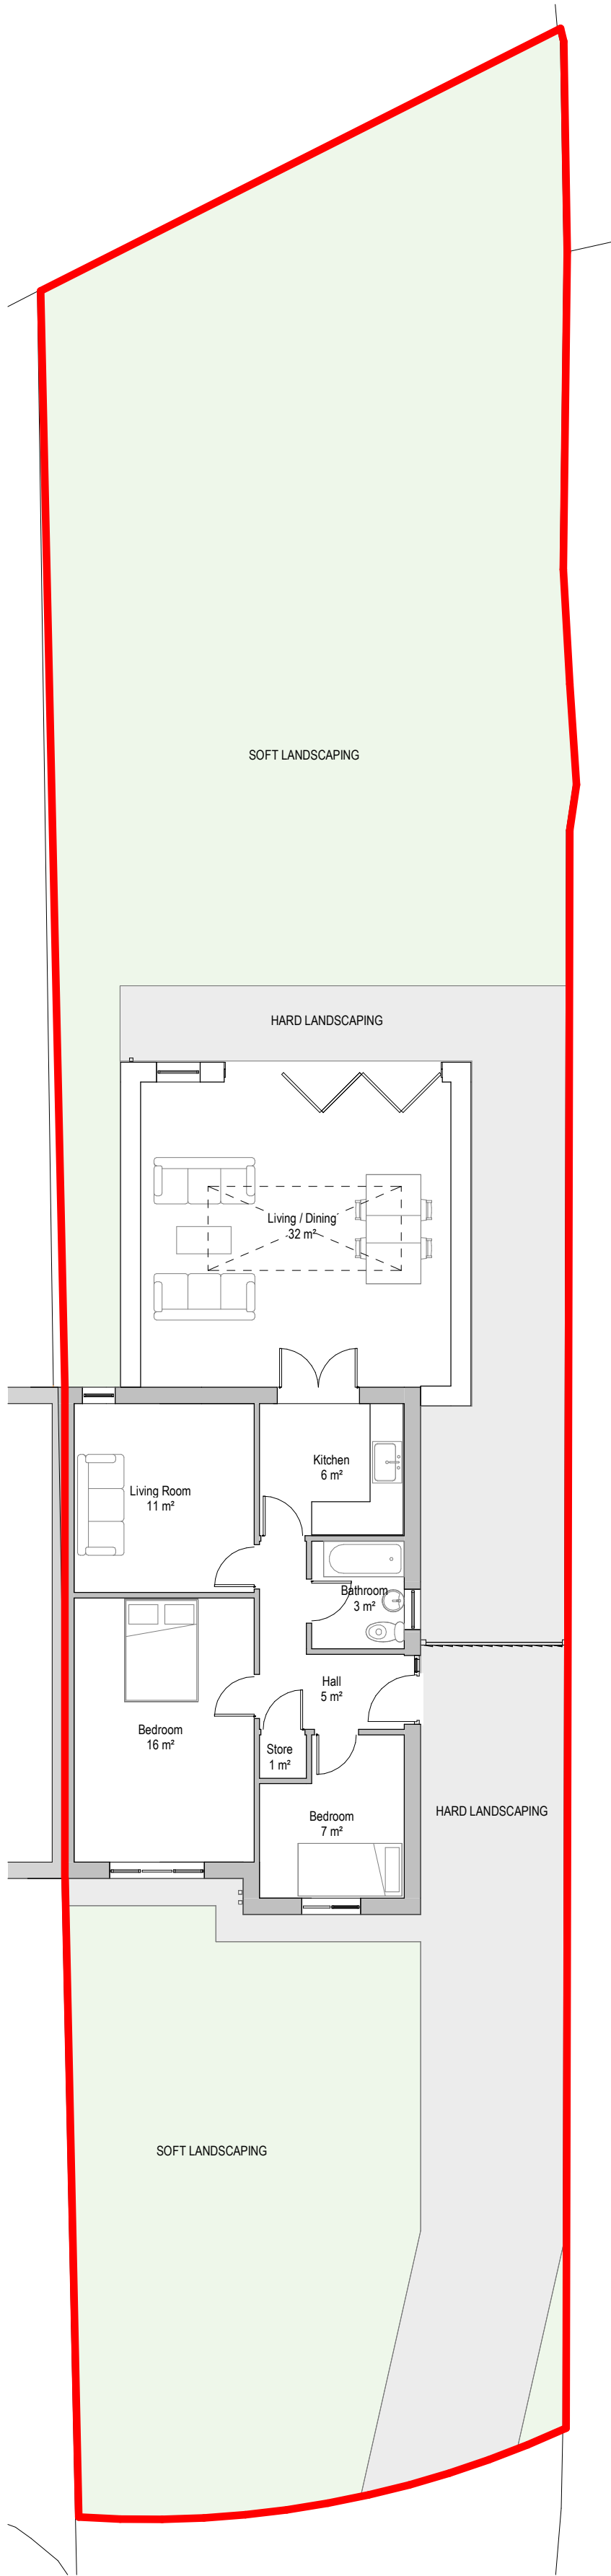 SOFT LANDSCAPING
HARD LANDSCAPING
Living / Dining
32 m²
Kitchen
6 m²
Living Room
11 m²
Bathroom
3 m²
Hall
5 m²
Bedroom
16 m²
Store
1 m²
Bedroom
7 m²
HARD LANDSCAPING
SOFT LANDSCAPING